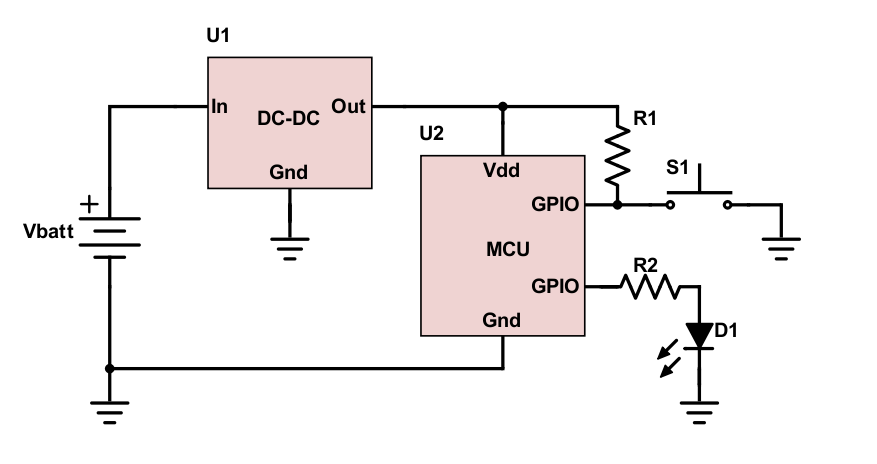 U1
In
DC-DC
Out
Gnd
U2
R1
Vdd
S1
GPIO
+
Vbatt
MCU
R2
GPIO
Gnd
D1